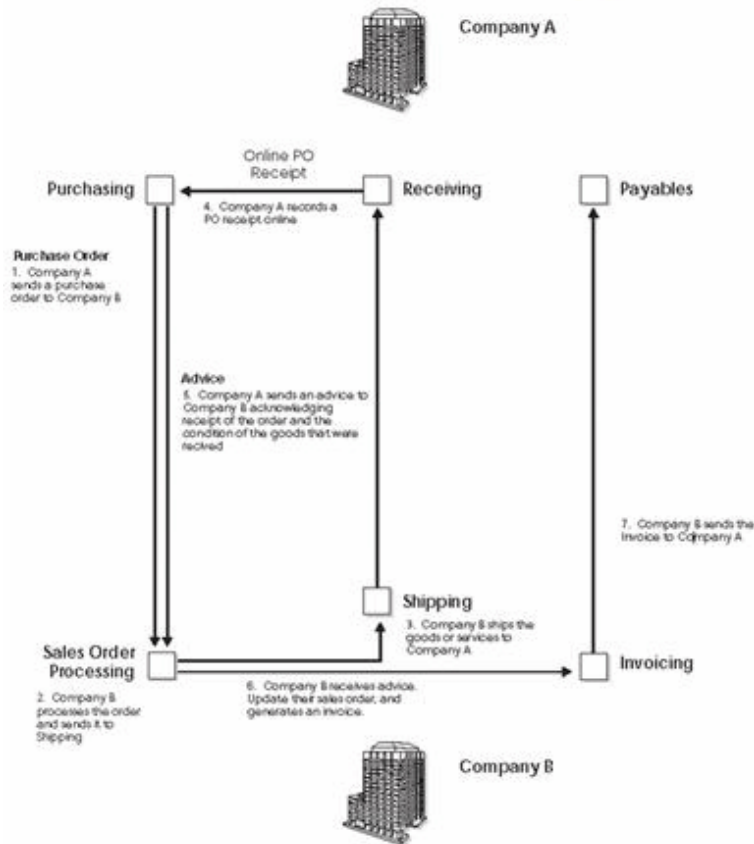 Company A
Online PO
Receipt
Purchasing
Receiving
Payables
4. Company A records a
PO receipt online
Purchase Order
1. Company A
sends a purchase
order to Company B
Advice
5. Company A sends an advice to
Company B acknowledging
receipt of the order and the
condition of the goods that were
recived
7. Company B sends the
Invoice to Company A
Shipping
3. Company B ships the
goods or services to
Company A
Sales Order
Processing
Invoicing
2. Company B
processes the order
and sends it to
Shipping
6. Company B receives advice.
Update their sales order, and
generates an invoice.
Company B